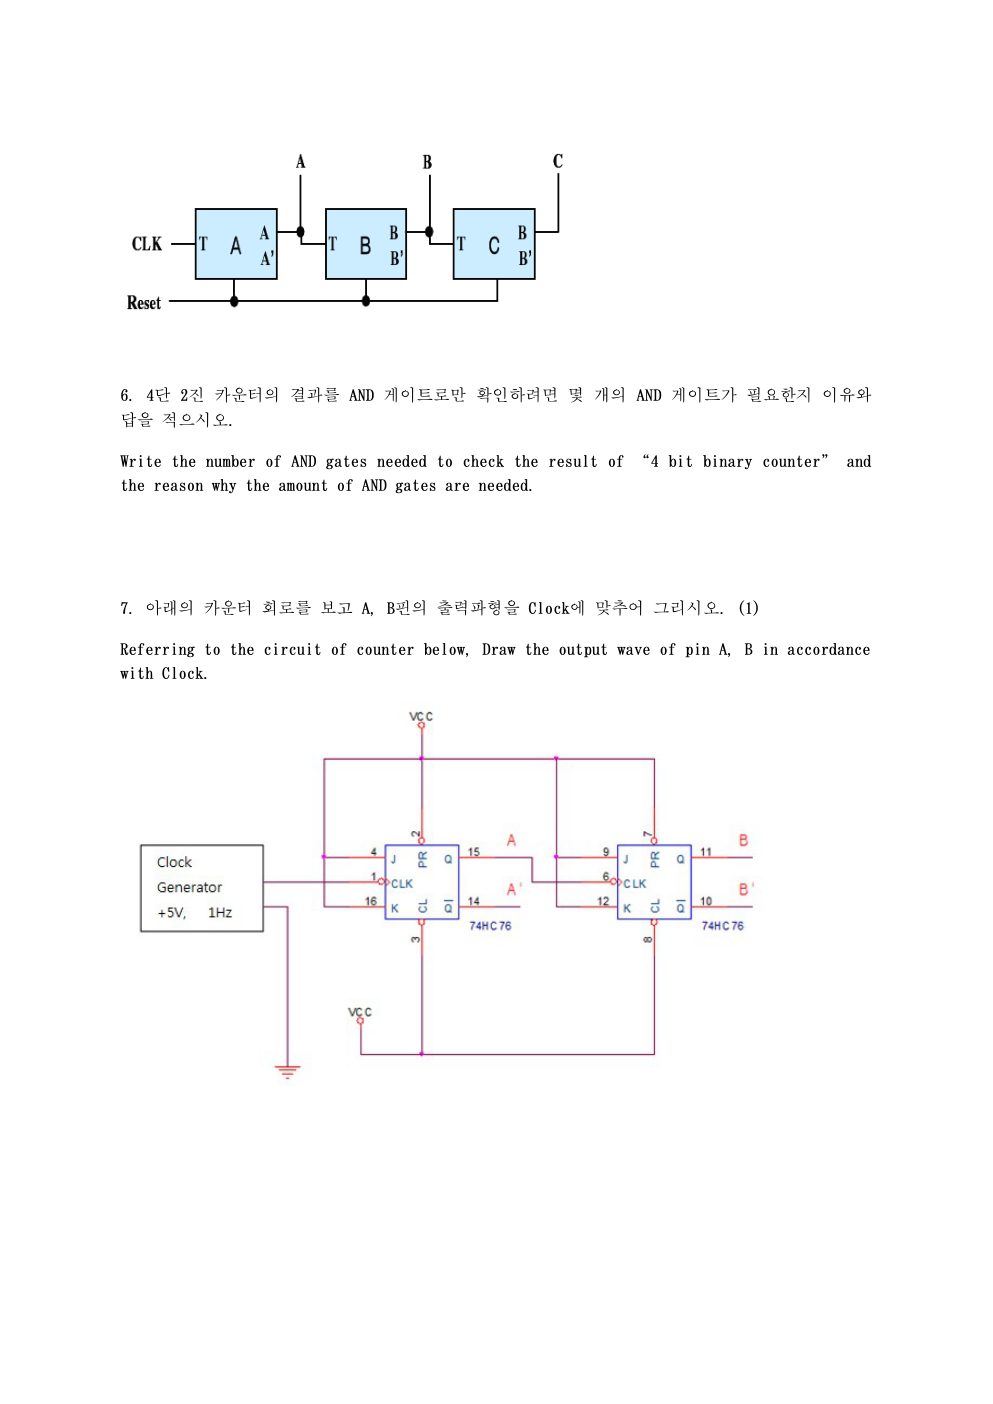 A B C
CLK T A A A' T B B B' T C B B'
Reset
6. 4단 2진 카운터의 결과를 AND 게이트로만 확인하려면 몇 개의 AND 게이트가 필요한지 이유와
답을 적으시오.
Write the number of AND gates needed to check the result of “4 bit binary counter” and
the reason why the amount of AND gates are needed.
7. 아래의 카운터 회로를 보고 A, B핀의 출력파형을 Clock에 맞추어 그리시오. (1)
Referring to the circuit of counter below, Draw the output wave of pin A, B in accordance
with Clock.
VCC
2 7
A B
4 J PR Q 15 9 J PR Q 11
Clock
Generator
+5V, 1Hz
1 CLK 6 CLK
A' B'
16 K CL Q 14 12 K CL Q 10
74HC76 74HC76
3 8
VCC